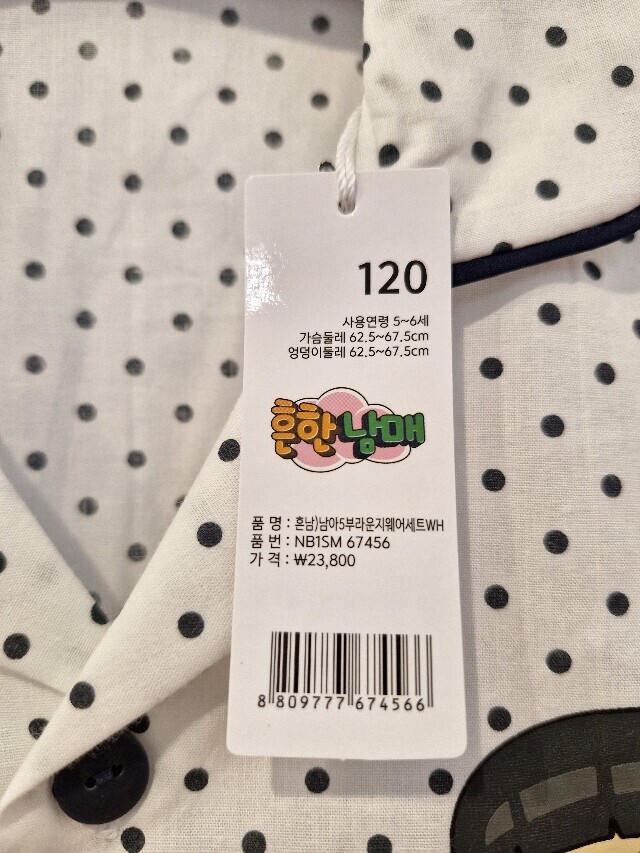 120
사용연령 5~6세
가슴둘레 62.5~67.5cm
엉덩이둘레 62.5~67.5cm
흔한남매
품 명 : 흔남)남아5부라운지웨어세트WH
품 번 : NB1SM 67456
가 격 : ₩23,800
8 809777 674566